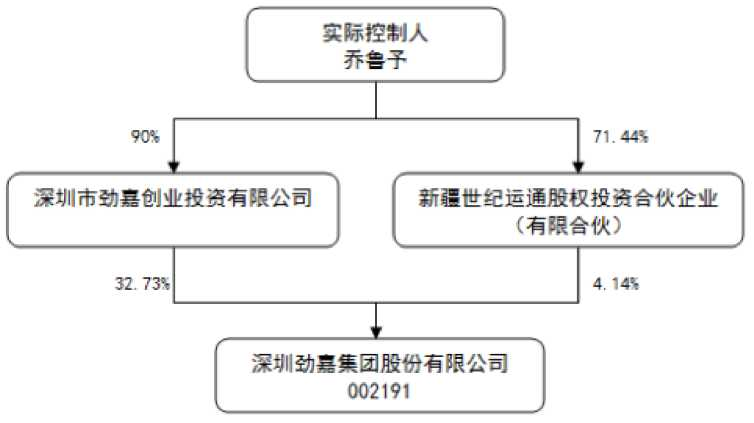 实际控制人
乔鲁予
90%
71.44%
深圳市劲嘉创业投资有限公司
新疆世纪运通股权投资合伙企业
（有限合伙）
32.73%
4.14%
深圳劲嘉集团股份有限公司
002191